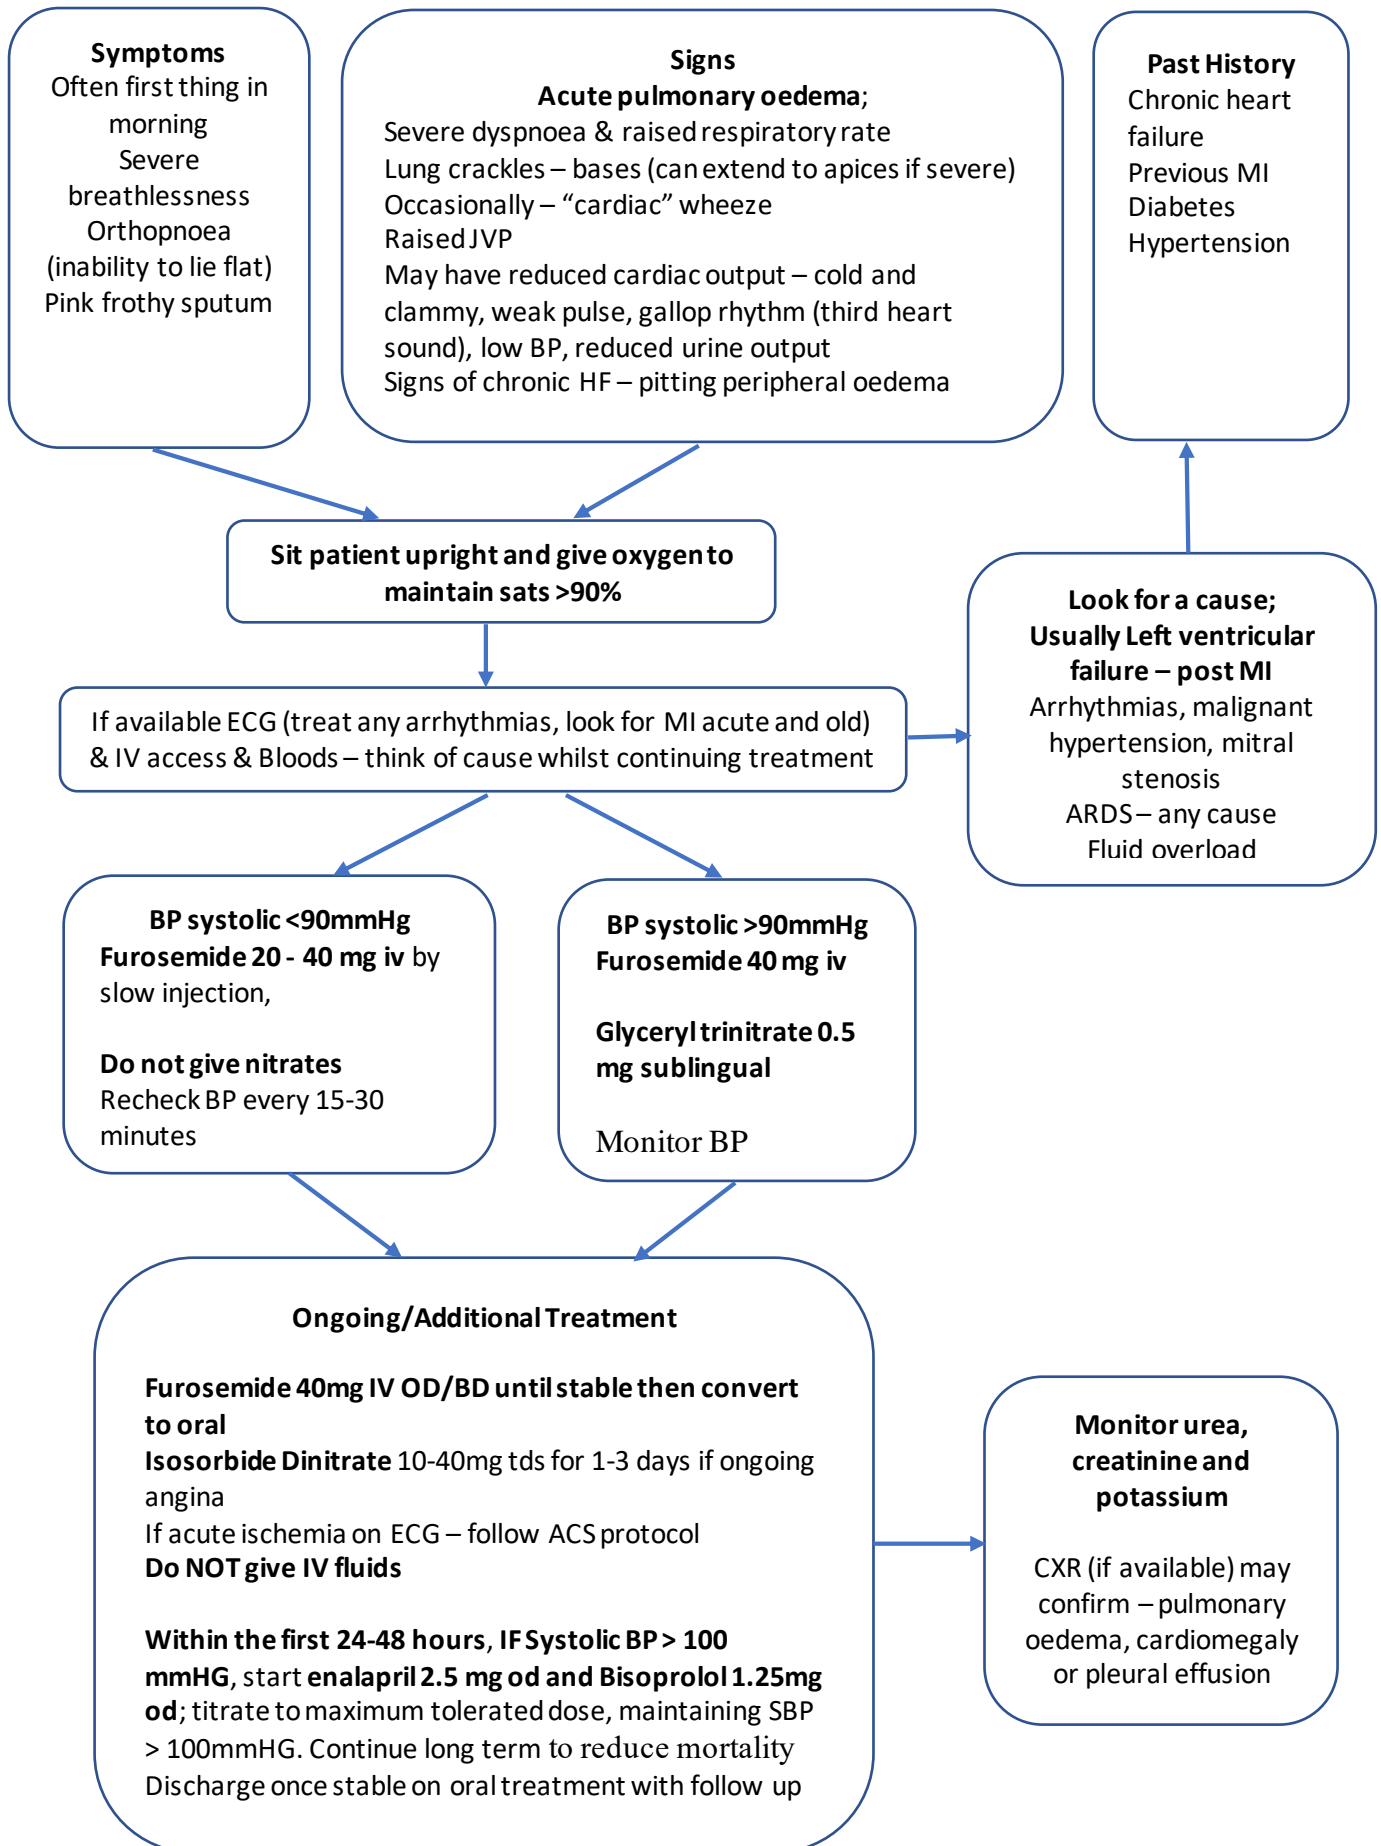 Symptoms
Often first thing in
morning
Severe
breathlessness
Orthopnoea
(inability to lie flat)
Pink frothy sputum
Signs
Acute pulmonary oedema;
Severe dyspnoea & raised respiratory rate
Lung crackles – bases (can extend to apices if severe)
Occasionally – “cardiac” wheeze
Raised JVP
May have reduced cardiac output – cold and
clammy, weak pulse, gallop rhythm (third heart
sound), low BP, reduced urine output
Signs of chronic HF – pitting peripheral oedema
Past History
Chronic heart
failure
Previous MI
Diabetes
Hypertension
Sit patient upright and give oxygen to
maintain sats >90%
If available ECG (treat any arrhythmias, look for MI acute and old)
& IV access & Bloods – think of cause whilst continuing treatment
Look for a cause;
Usually Left ventricular
failure – post MI
Arrhythmias, malignant
hypertension, mitral
stenosis
ARDS – any cause
Fluid overload
BP systolic <90mmHg
Furosemide 20 - 40 mg iv by
slow injection,
Do not give nitrates
Recheck BP every 15-30
minutes
BP systolic >90mmHg
Furosemide 40 mg iv
Glyceryl trinitrate 0.5
mg sublingual
Monitor BP
Ongoing/Additional Treatment
Furosemide 40mg IV OD/BD until stable then convert
to oral
Isosorbide Dinitrate 10-40mg tds for 1-3 days if ongoing
angina
If acute ischemia on ECG – follow ACS protocol
Do NOT give IV fluids
Within the first 24-48 hours, IF Systolic BP > 100
mmHG, start enalapril 2.5 mg od and Bisoprolol 1.25mg
od; titrate to maximum tolerated dose, maintaining SBP
> 100mmHG. Continue long term to reduce mortality
Discharge once stable on oral treatment with follow up
Monitor urea,
creatinine and
potassium
CXR (if available) may
confirm – pulmonary
oedema, cardiomegaly
or pleural effusion